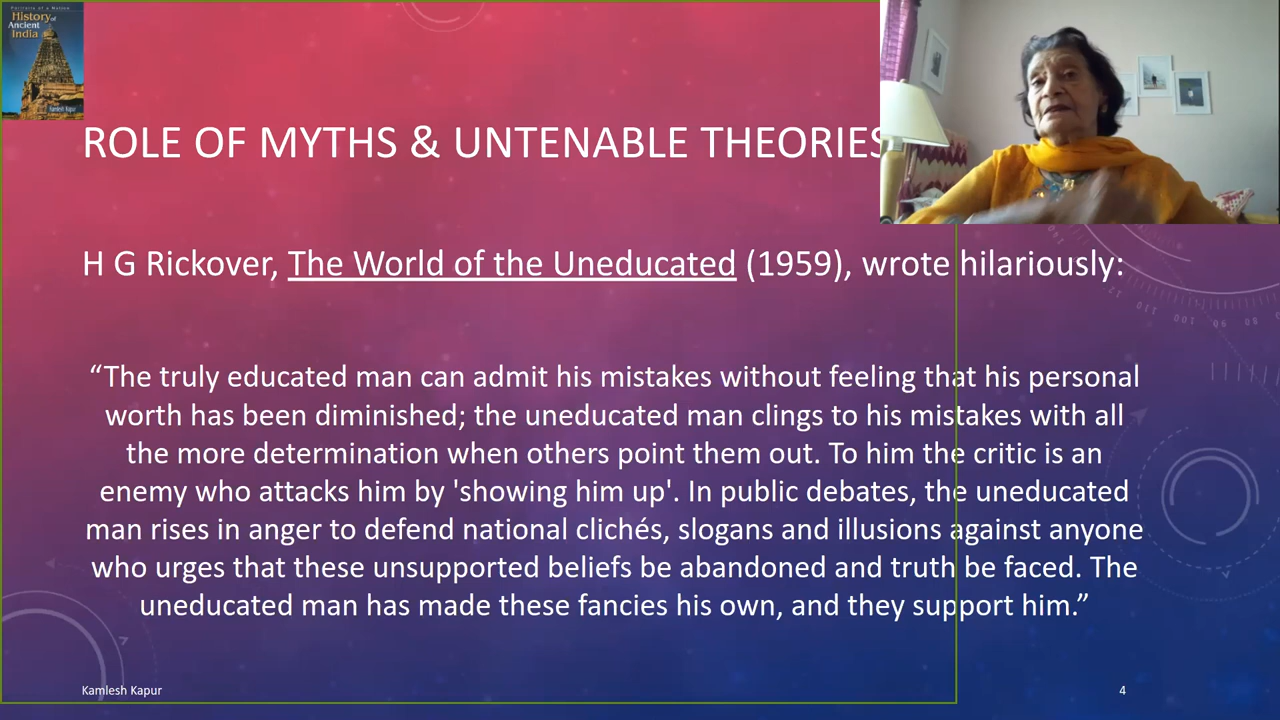 Portraits of a Nation
History of
Ancient
India
Kamlesh Kapur
ROLE OF MYTHS & UNTENABLE THEORIES
H G Rickover, The World of the Uneducated (1959), wrote hilariously:
“The truly educated man can admit his mistakes without feeling that his personal
worth has been diminished; the uneducated man clings to his mistakes with all
the more determination when others point them out. To him the critic is an
enemy who attacks him by 'showing him up'. In public debates, the uneducated
man rises in anger to defend national clichés, slogans and illusions against anyone
who urges that these unsupported beliefs be abandoned and truth be faced. The
uneducated man has made these fancies his own, and they support him.”
Kamlesh Kapur
4